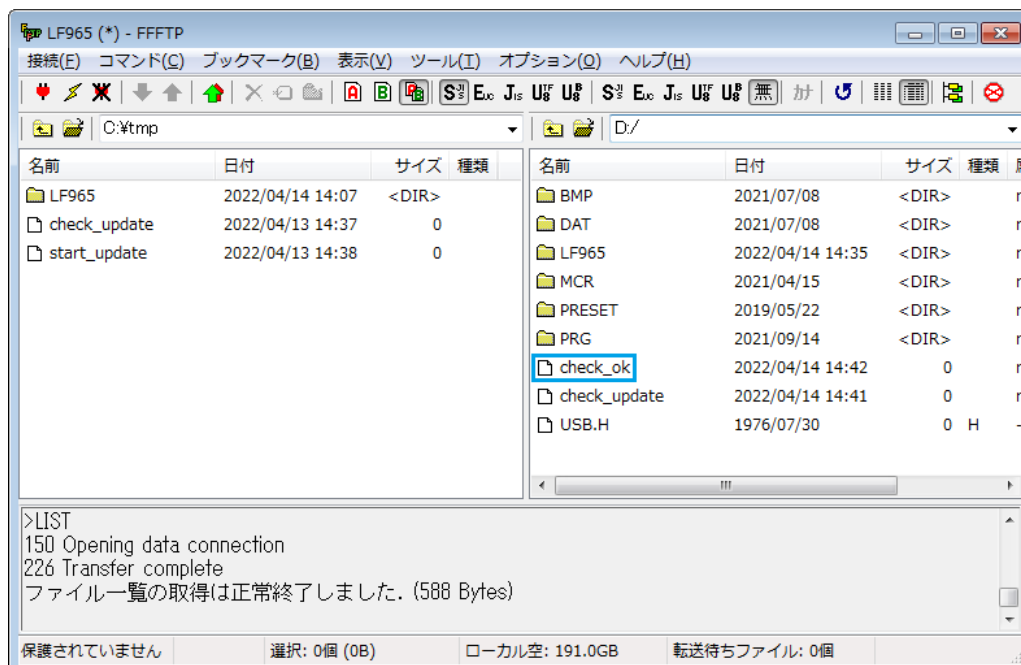 LF965 (*) - FFFTP
接続(F) コマンド(C) ブックマーク(B) 表示(V) ツール(T) オプション(O) ヘルプ(H)
A B S E J U U S E J U U 無 カナ
C:¥tmp D:/
名前 日付 サイズ 種類 名前 日付 サイズ 種類
LF965 2022/04/14 14:07 <DIR> BMP 2021/07/08 <DIR>
check_update 2022/04/13 14:37 0 DAT 2021/07/08 <DIR>
start_update 2022/04/13 14:38 0 LF965 2022/04/14 14:35 <DIR>
MCR 2021/04/15 <DIR>
PRESET 2019/05/22 <DIR>
PRG 2021/09/14 <DIR>
check_ok 2022/04/14 14:42 0
check_update 2022/04/14 14:41 0
USB.H 1976/07/30 0 H -
>LIST
150 Opening data connection
226 Transfer complete
ファイル一覧の取得は正常終了しました. (588 Bytes)
保護されていません 選択: 0個 (0B) ローカル空: 191.0GB 転送待ちファイル: 0個